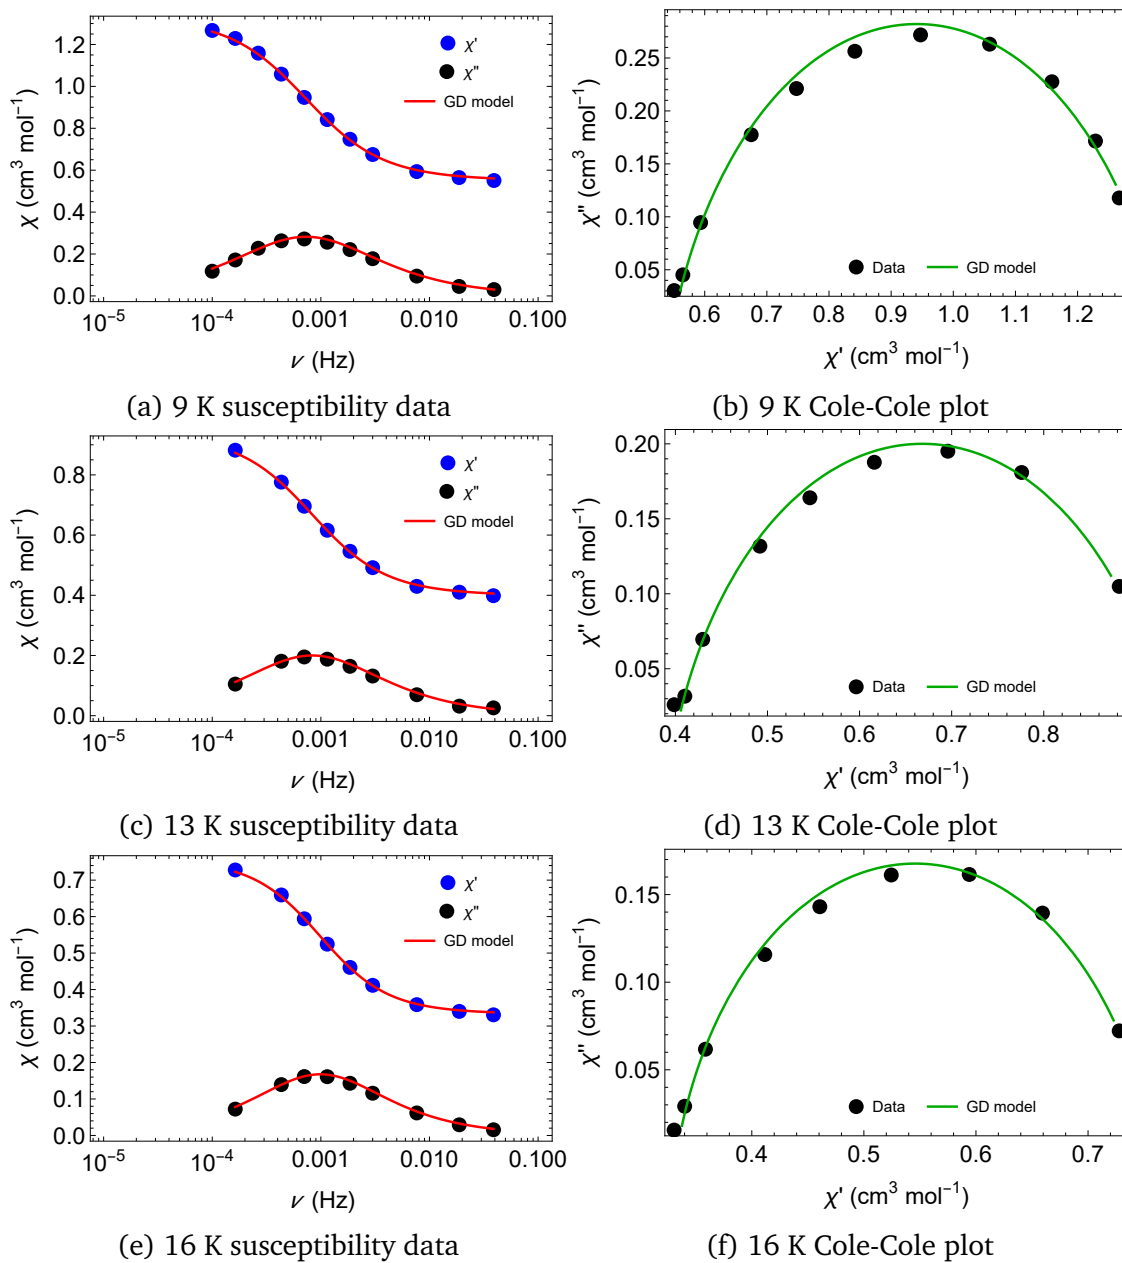 1.2
1.0
0.8
0.6
0.4
0.2
0.0
χ (cm³ mol⁻¹)
χ'
χ''
GD model
10⁻⁵ 10⁻⁴ 0.001 0.010 0.100
ν (Hz)
(a) 9 K susceptibility data
0.25
0.20
0.15
0.10
0.05
χ'' (cm³ mol⁻¹)
Data GD model
0.6 0.7 0.8 0.9 1.0 1.1 1.2
χ' (cm³ mol⁻¹)
(b) 9 K Cole-Cole plot
0.8
0.6
0.4
0.2
0.0
χ (cm³ mol⁻¹)
χ'
χ''
GD model
10⁻⁵ 10⁻⁴ 0.001 0.010 0.100
ν (Hz)
(c) 13 K susceptibility data
0.20
0.15
0.10
0.05
χ'' (cm³ mol⁻¹)
Data GD model
0.4 0.5 0.6 0.7 0.8
χ' (cm³ mol⁻¹)
(d) 13 K Cole-Cole plot
0.7
0.6
0.5
0.4
0.3
0.2
0.1
0.0
χ (cm³ mol⁻¹)
χ'
χ''
GD model
10⁻⁵ 10⁻⁴ 0.001 0.010 0.100
ν (Hz)
(e) 16 K susceptibility data
0.15
0.10
0.05
χ'' (cm³ mol⁻¹)
Data GD model
0.4 0.5 0.6 0.7
χ' (cm³ mol⁻¹)
(f) 16 K Cole-Cole plot